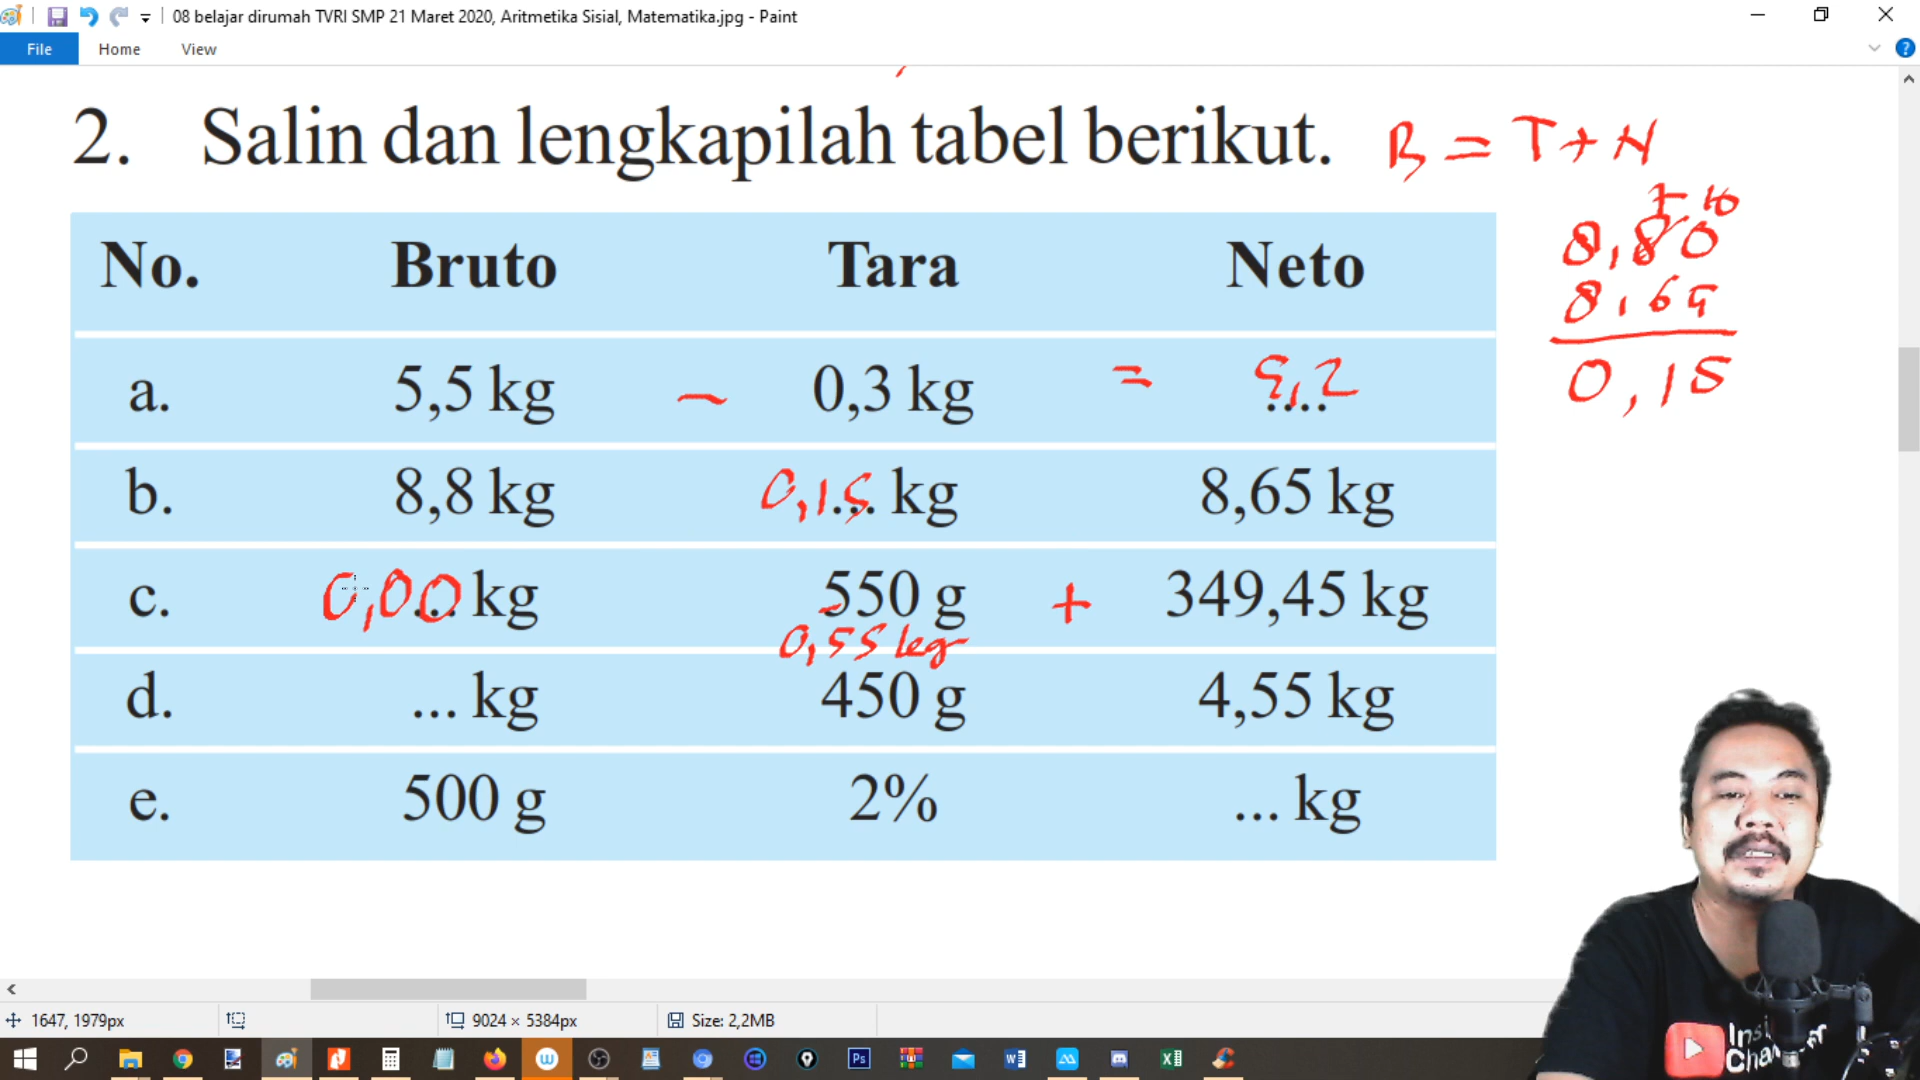 08 belajar dirumah TVRI SMP 21 Maret 2020, Aritmetika Sisial, Matematika.jpg - Paint
File Home View
2. Salin dan lengkapilah tabel berikut. B = T + N
7 10
8,80
8,65
0,15
No. Bruto Tara Neto
a. 5,5 kg - 0,3 kg = 5,2 ....
b. 8,8 kg 0,15 ... kg 8,65 kg
c. 0,00 ... kg 550 g + 349,45 kg
0,55 kg
d. ... kg 450 g 4,55 kg
e. 500 g 2% ... kg
1647, 1979px 9024 × 5384px Size: 2,2MB